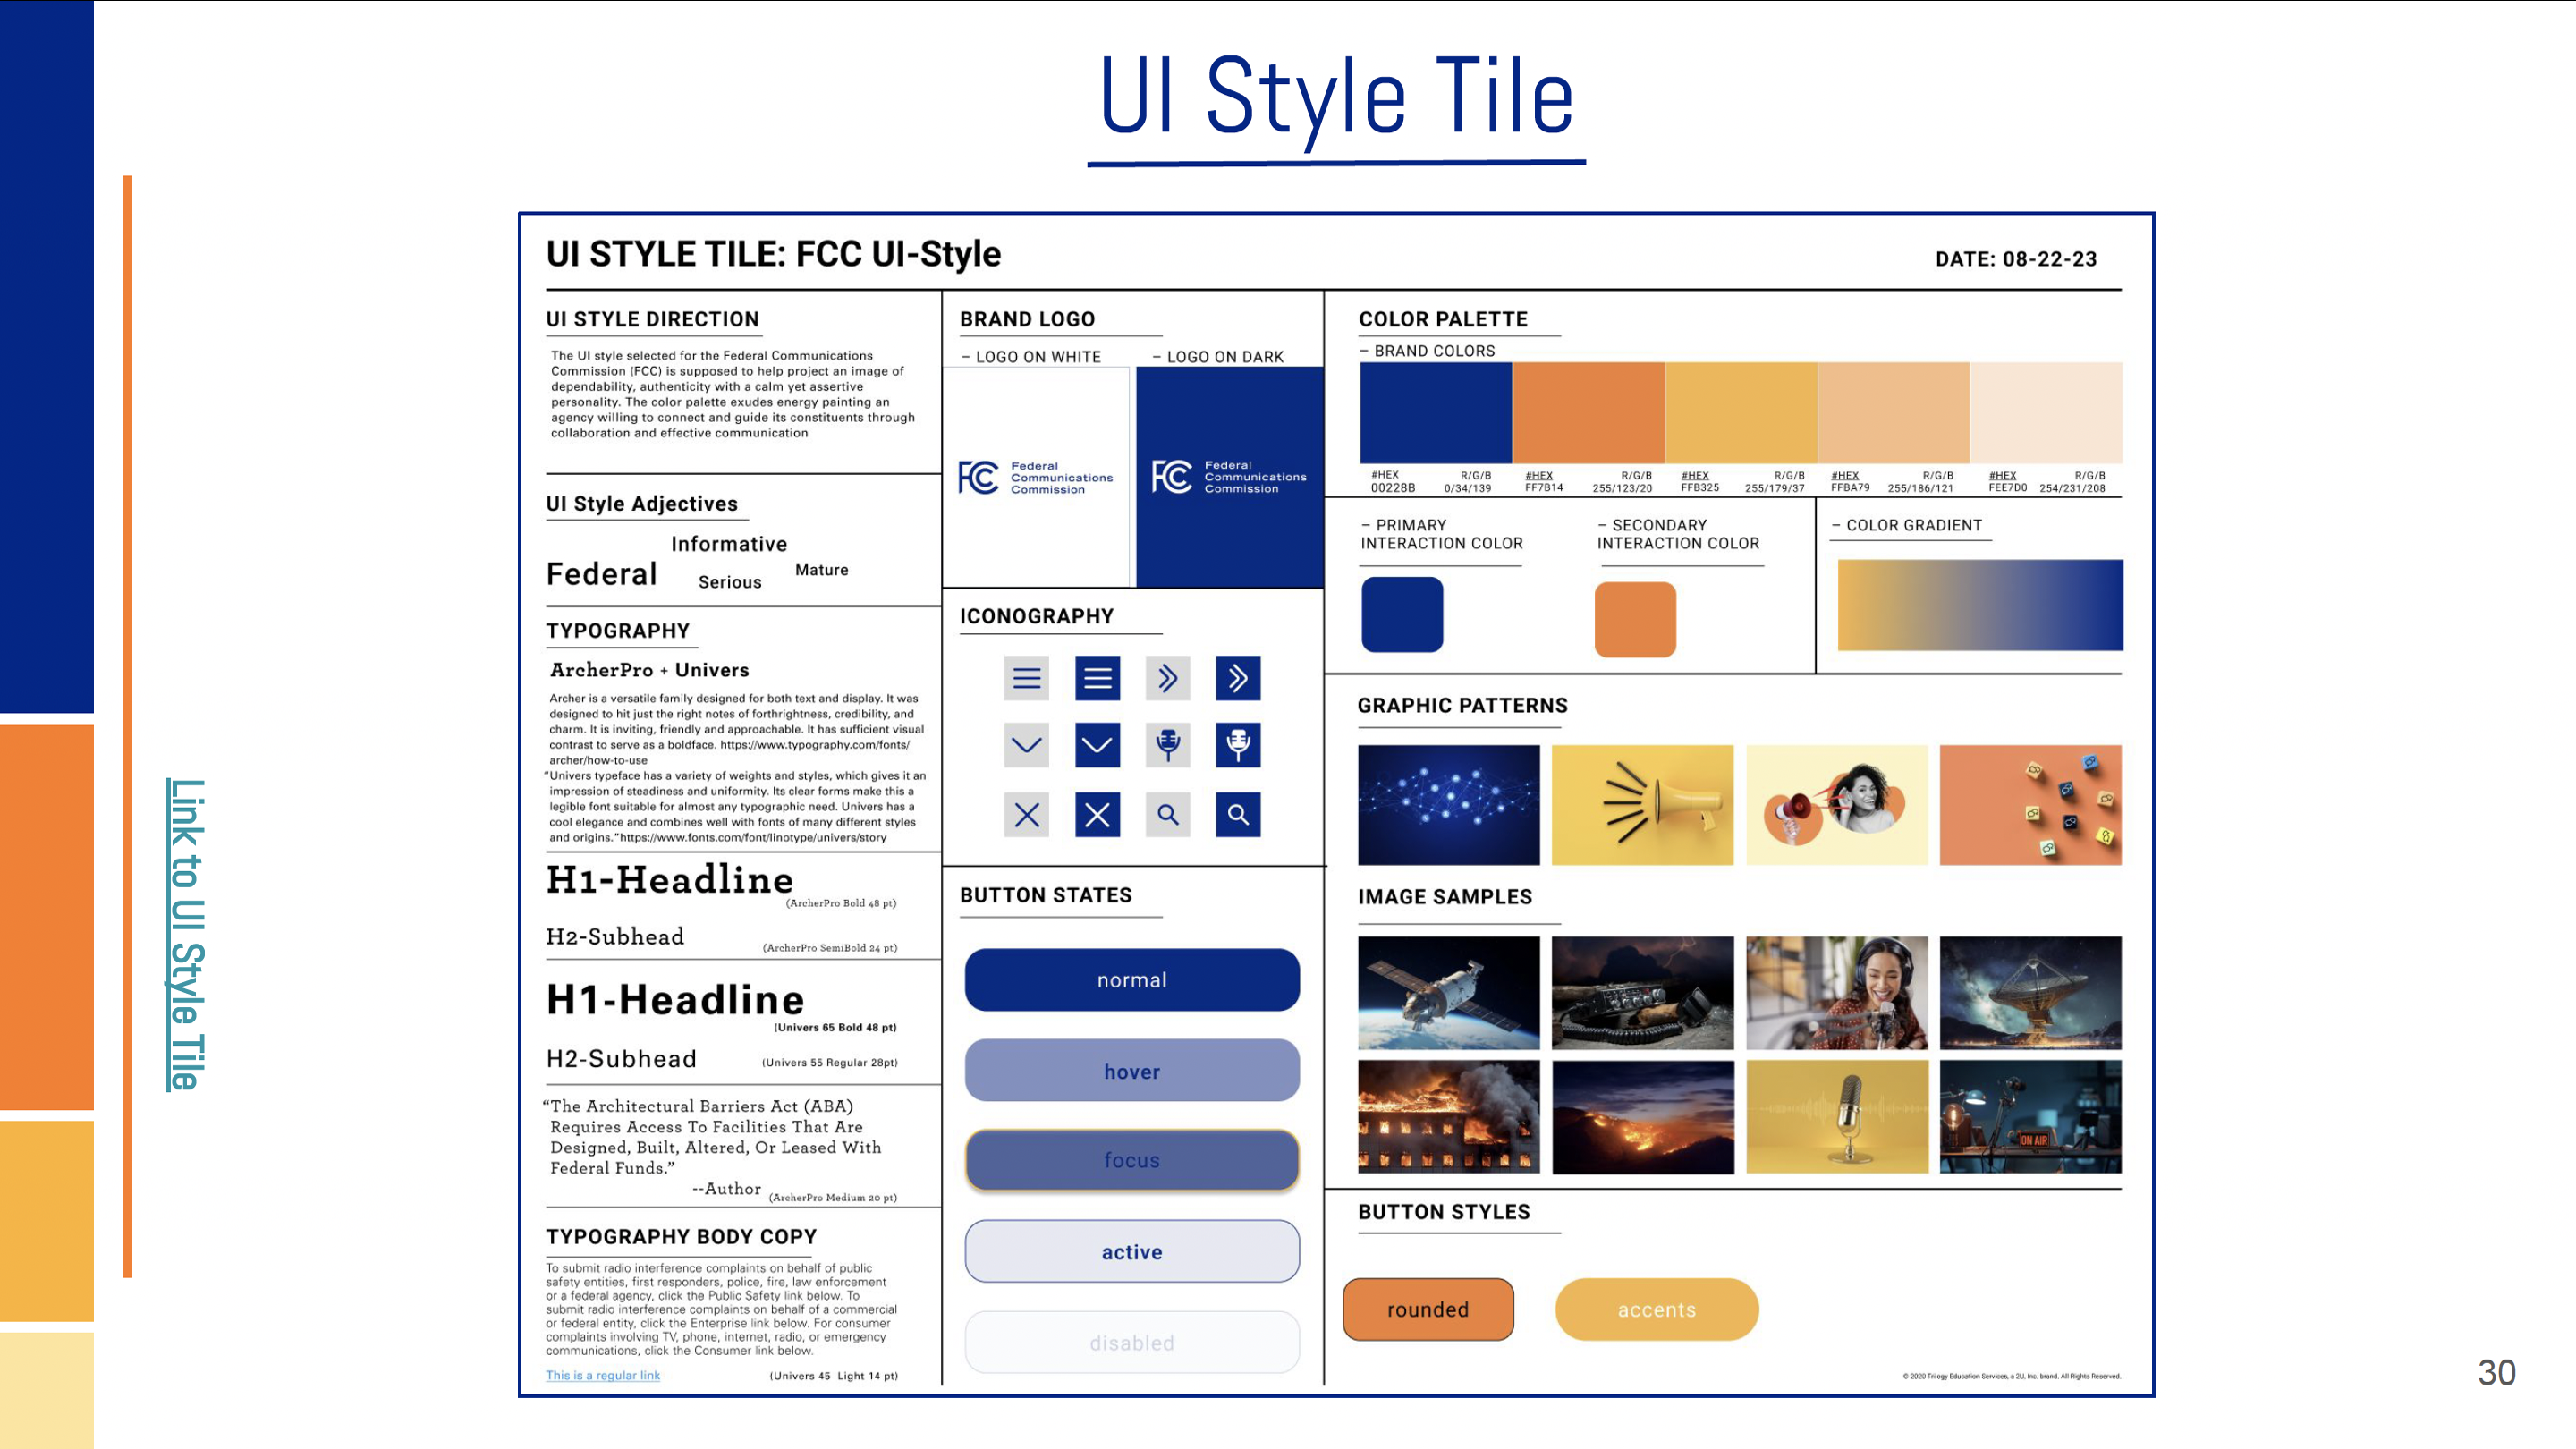 UI Style Tile
Link to UI Style Tile
UI STYLE TILE: FCC UI-Style
DATE: 08-22-23
UI STYLE DIRECTION
The UI style selected for the Federal Communications
Commission (FCC) is supposed to help project an image of
dependability, authenticity with a calm yet assertive
personality. The color palette exudes energy painting an
agency willing to connect and guide its constituents through
collaboration and effective communication
UI Style Adjectives
Informative
Federal
Serious
Mature
TYPOGRAPHY
ArcherPro + Univers
Archer is a versatile family designed for both text and display. It was
designed to hit just the right notes of forthrightness, credibility, and
charm. It is inviting, friendly and approachable. It has sufficient visual
contrast to serve as a boldface. https://www.typography.com/fonts/
archer/how-to-use
"Univers typeface has a variety of weights and styles, which gives it an
impression of steadiness and uniformity. Its clear forms make this a
legible font suitable for almost any typographic need. Univers has a
cool elegance and combines well with fonts of many different styles
and origins."https://www.fonts.com/font/linotype/univers/story
H1-Headline
(ArcherPro Bold 48 pt)
H2-Subhead
(ArcherPro SemiBold 24 pt)
H1-Headline
(Univers 65 Bold 48 pt)
H2-Subhead
(Univers 55 Regular 28pt)
“The Architectural Barriers Act (ABA)
Requires Access To Facilities That Are
Designed, Built, Altered, Or Leased With
Federal Funds.”
--Author
(ArcherPro Medium 20 pt)
TYPOGRAPHY BODY COPY
To submit radio interference complaints on behalf of public
safety entities, first responders, police, fire, law enforcement
or a federal agency, click the Public Safety link below. To
submit radio interference complaints on behalf of a commercial
or federal entity, click the Enterprise link below. For consumer
complaints involving TV, phone, internet, radio, or emergency
communications, click the Consumer link below.
This is a regular link
(Univers 45 Light 14 pt)
BRAND LOGO
– LOGO ON WHITE
– LOGO ON DARK
FCC Federal
Communications
Commission
FCC Federal
Communications
Commission
ICONOGRAPHY
BUTTON STATES
normal
hover
focus
active
disabled
COLOR PALETTE
– BRAND COLORS
#HEX R/G/B #HEX R/G/B #HEX R/G/B #HEX R/G/B #HEX R/G/B
00228B 0/34/139 FF7B14 255/123/20 FFB325 255/179/37 FFBA79 255/186/121 FEE7D0 254/231/208
– PRIMARY
INTERACTION COLOR
– SECONDARY
INTERACTION COLOR
– COLOR GRADIENT
GRAPHIC PATTERNS
IMAGE SAMPLES
ON AIR
BUTTON STYLES
rounded
accents
© 2020 Trilogy Education Services, a 2U, Inc. brand. All Rights Reserved.
30